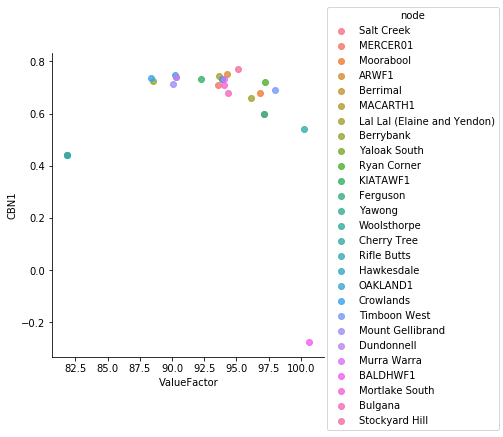 node
Salt Creek
MERCER01
Moorabool
ARWF1
Berrimal
MACARTH1
Lal Lal (Elaine and Yendon)
Berrybank
Yaloak South
Ryan Corner
KIATAWF1
Ferguson
Yawong
Woolsthorpe
Cherry Tree
Rifle Butts
Hawkesdale
OAKLAND1
Crowlands
Timboon West
Mount Gellibrand
Dundonnell
Murra Warra
BALDHWF1
Mortlake South
Bulgana
Stockyard Hill
0.8
0.6
0.4
0.2
0.0
−0.2
CBN1
82.5 85.0 87.5 90.0 92.5 95.0 97.5 100.0
ValueFactor